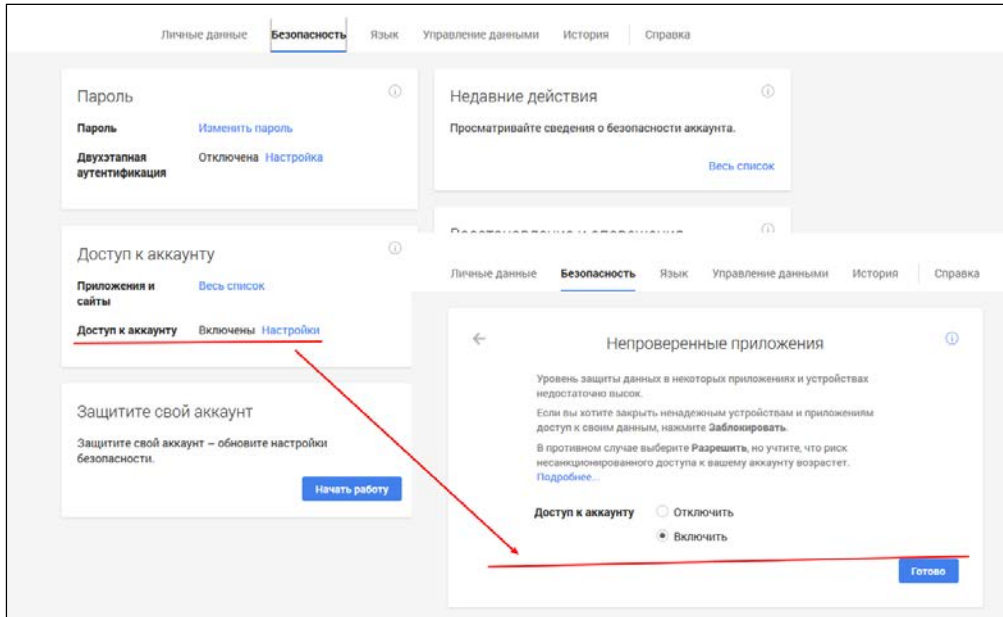 Личные данные Безопасность Язык Управление данными История Справка
Пароль
Пароль Изменить пароль
Двухэтапная Отключена Настройка
аутентификация
Недавние действия
Просматривайте сведения о безопасности аккаунта.
Весь список
Доступ к аккаунту
Приложения и Весь список
сайты
Доступ к аккаунту Включены Настройки
Защитите свой аккаунт
Защитите свой аккаунт – обновите настройки
безопасности.
Начать работу
Личные данные Безопасность Язык Управление данными История Справка
Непроверенные приложения
Уровень защиты данных в некоторых приложениях и устройствах
недостаточно высок.
Если вы хотите закрыть ненадежным устройствам и приложениям
доступ к своим данным, нажмите Заблокировать.
В противном случае выберите Разрешить, но учтите, что риск
несанкционированного доступа к вашему аккаунту возрастет.
Подробнее...
Доступ к аккаунту Отключить
Включить
Готово